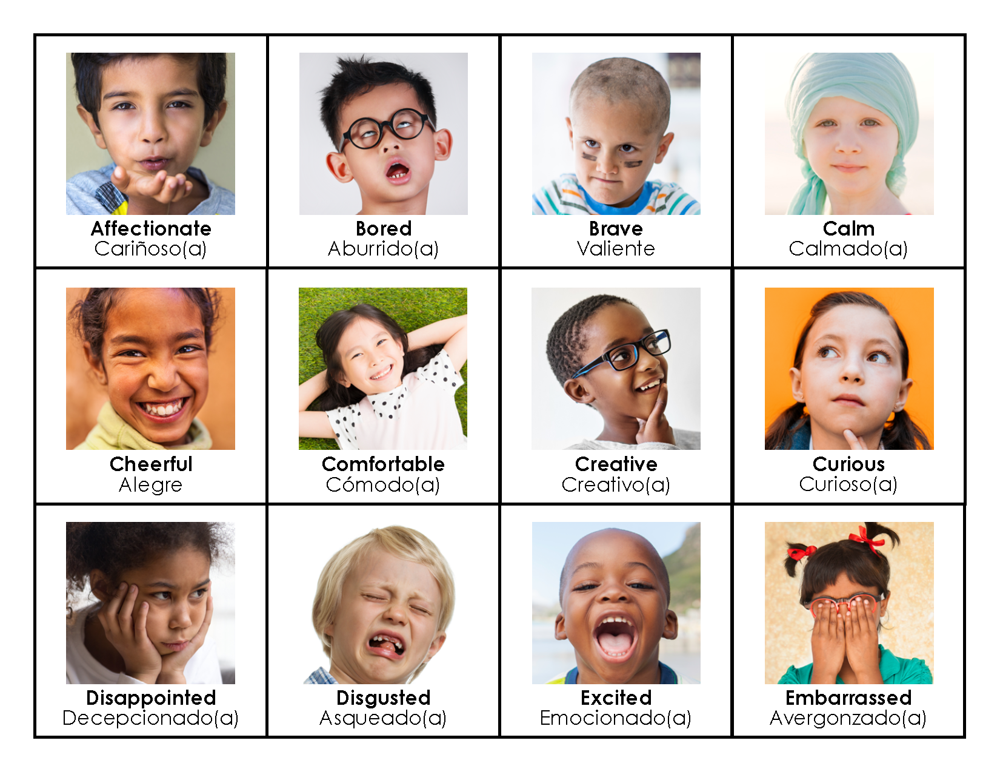 Affectionate
Cariñoso(a)
Bored
Aburrido(a)
Brave
Valiente
Calm
Calmado(a)
Cheerful
Alegre
Comfortable
Cómodo(a)
Creative
Creativo(a)
Curious
Curioso(a)
Disappointed
Decepcionado(a)
Disgusted
Asqueado(a)
Excited
Emocionado(a)
Embarrassed
Avergonzado(a)